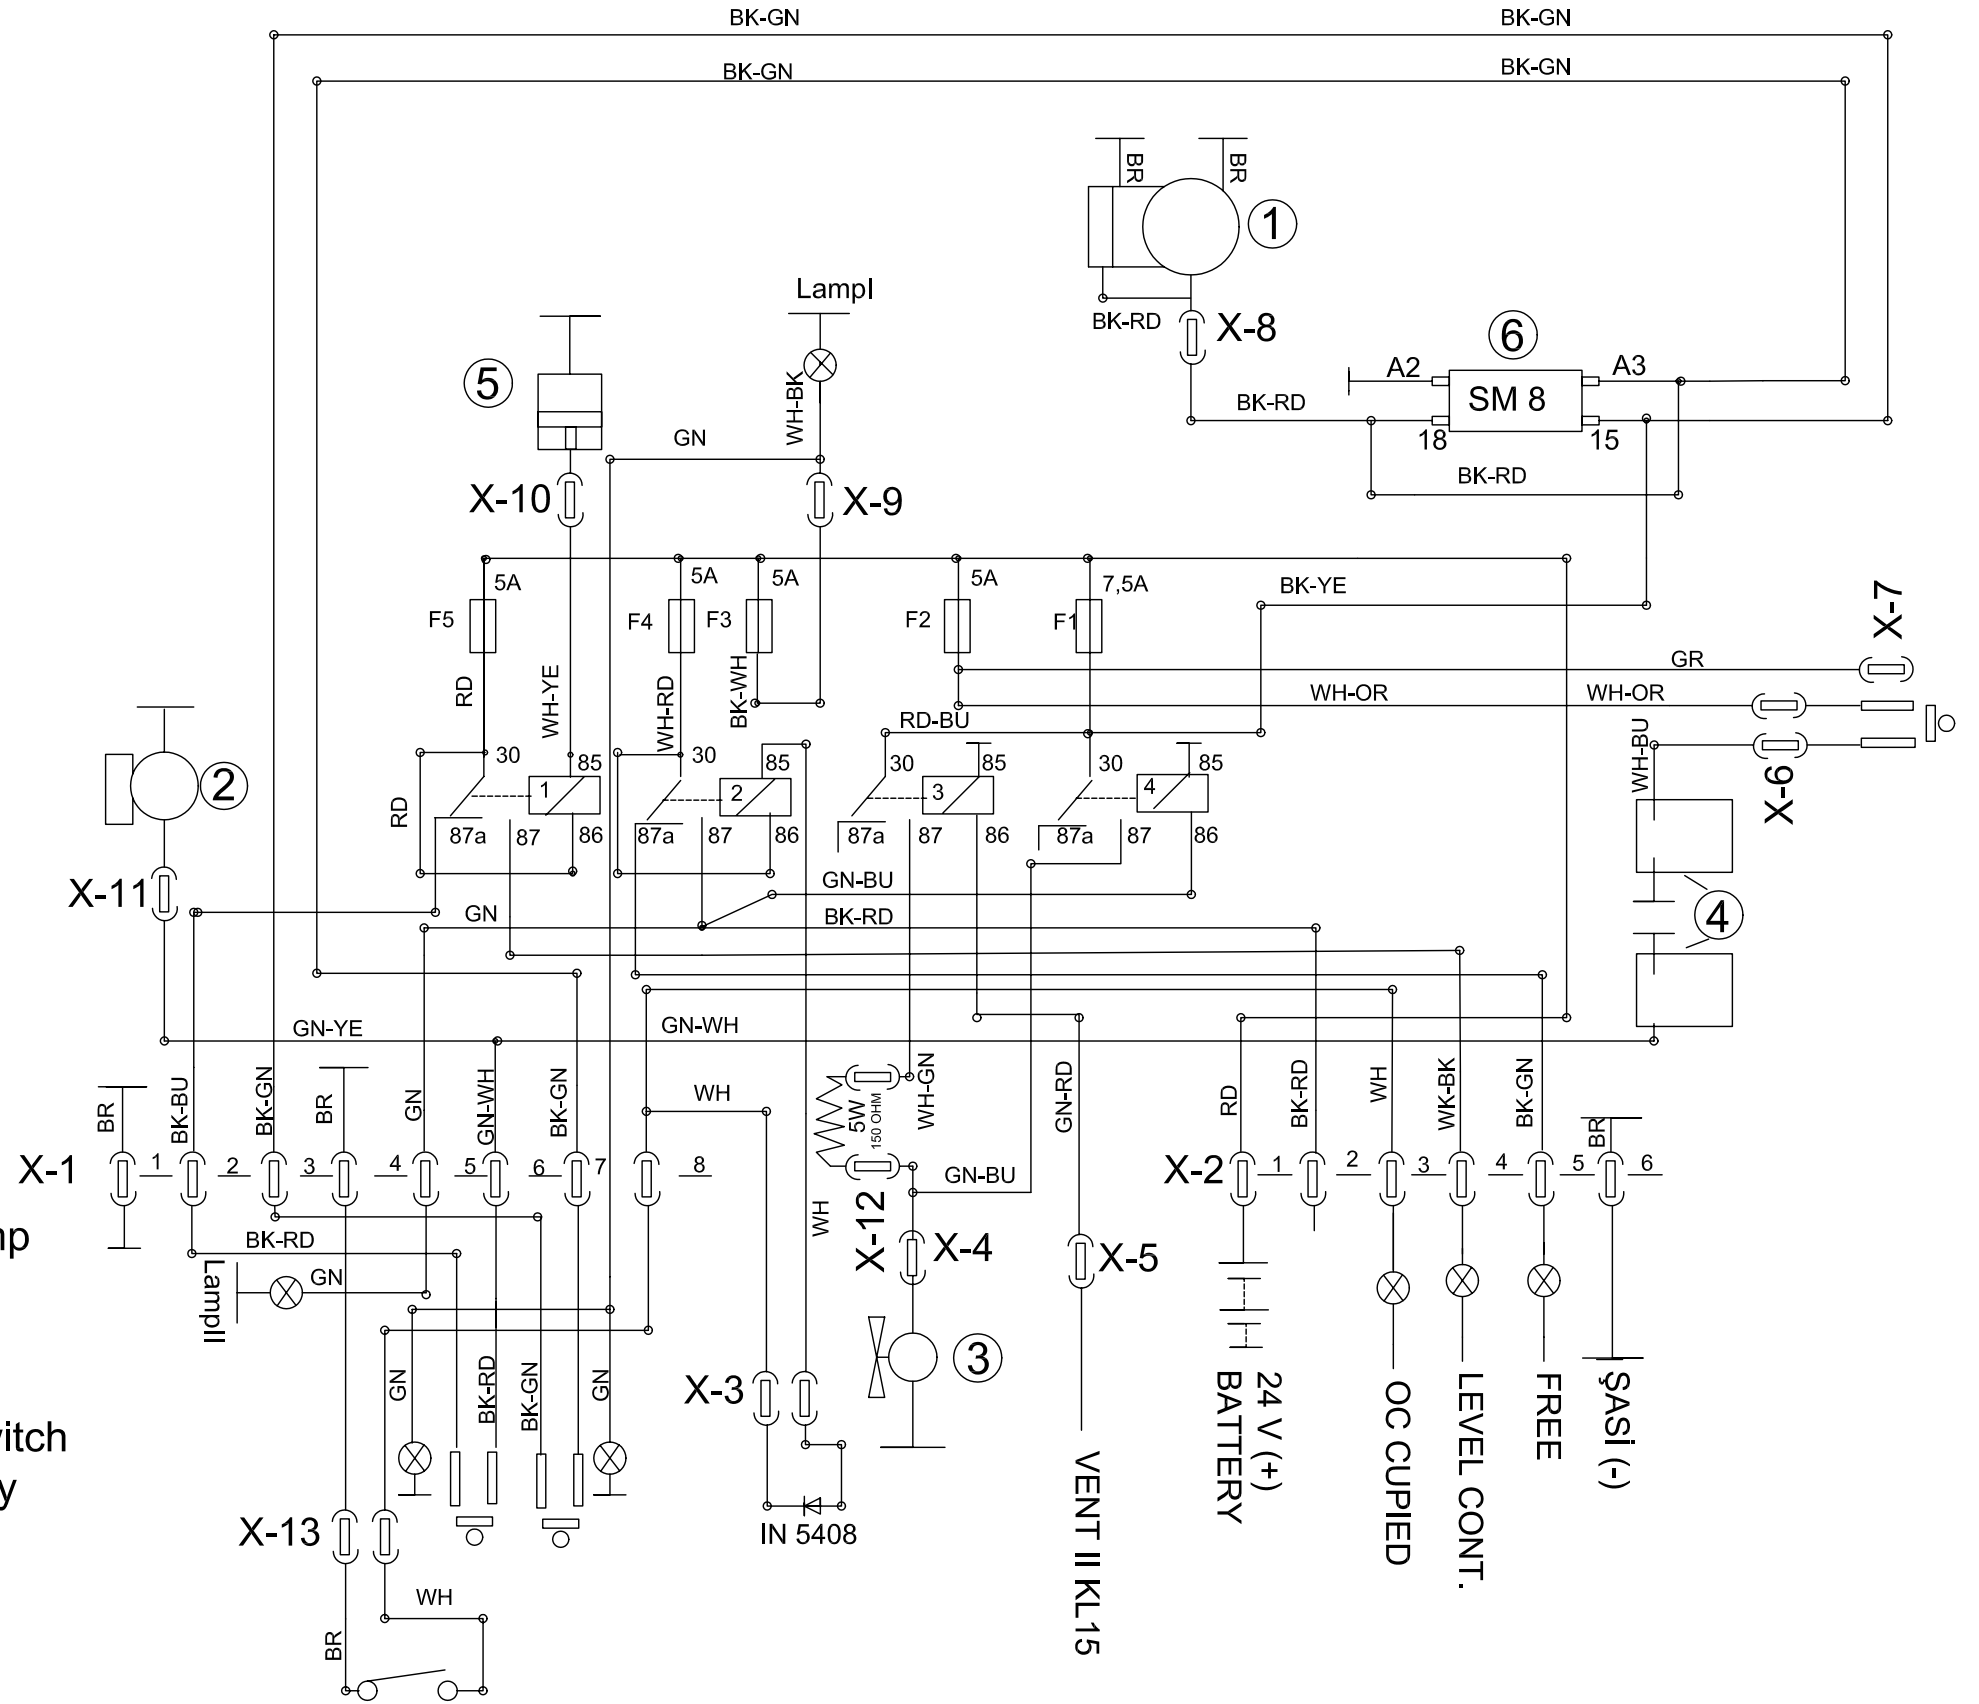 BK-GN
BK-GN
BK-GN
BK-GN
BR
BR
1
LampI
BK-RD
X-8
6
5
WH-BK
A2
A3
SM 8
BK-RD
18
15
GN
BK-RD
X-10
X-9
5A
5A
5A
5A
7,5A
BK-YE
X-7
F5
F4
F3
F2
F1
GR
RD
WH-YE
WH-RD
BK-WH
WH-OR
WH-OR
RD-BU
WH-BU
30
85
30
85
30
85
30
85
2
1
2
3
4
X-6
RD
87a
87
86
87a
87
86
87a
87
86
87a
87
86
X-11
GN-BU
4
GN
BK-RD
GN-YE
GN-WH
BR
BK-BU
BK-GN
BR
GN
GN-WH
BK-GN
WH
5W
150 OHM
WH-GN
GN-RD
RD
BK-RD
WH
WK-BK
BK-GN
BR
X-1
1
2
3
4
5
6
7
8
GN-BU
X-2
1
2
3
4
5
6
mp
BK-RD
WH
X-12
X-4
X-5
LampII
GN
3
GN
BK-RD
BK-GN
GN
X-3
24 V (+)
BATTERY
OC CUPIED
LEVEL CONT.
FREE
ŞASİ (-)
witch
y
X-13
IN 5408
VENT II KL15
WH
BR